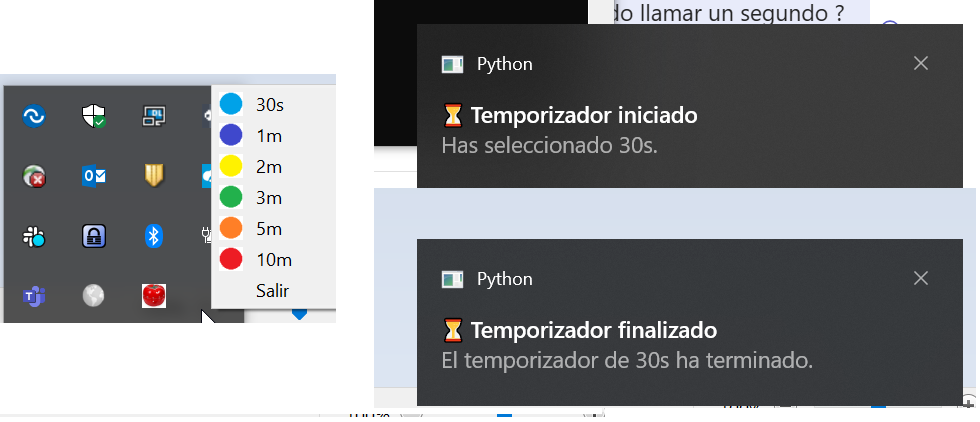 30s
1m
2m
3m
5m
10m
Salir
do llamar un segundo ?
Python
⏳ Temporizador iniciado
Has seleccionado 30s.
Python
⏳ Temporizador finalizado
El temporizador de 30s ha terminado.